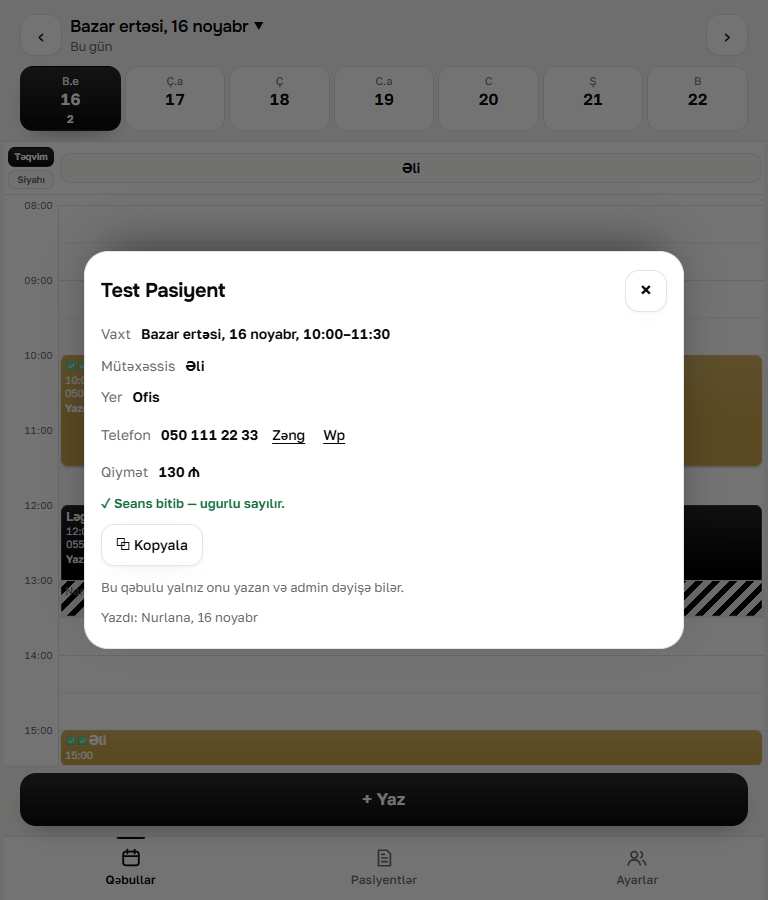 Bazar ertəsi, 16 noyabr ▼
Bu gün
B.e
16
2
Ç.a
17
Ç
18
C.a
19
C
20
Ş
21
B
22
Təqvim
Siyahı
Əli
08:00
09:00
Test Pasiyent
Vaxt Bazar ertəsi, 16 noyabr, 10:00–11:30
Mütəxəssis Əli
Yer Ofis
Telefon 050 111 22 33 Zəng Wp
Qiymət 130 ₼
✓ Seans bitib — ugurlu sayılır.
Kopyala
Bu qəbulu yalnız onu yazan və admin dəyişə bilər.
Yazdı: Nurlana, 16 noyabr
10:00
11:00
12:00
13:00
14:00
15:00
Əli
15:00
+ Yaz
Qəbullar
Pasiyentlər
Ayarlar